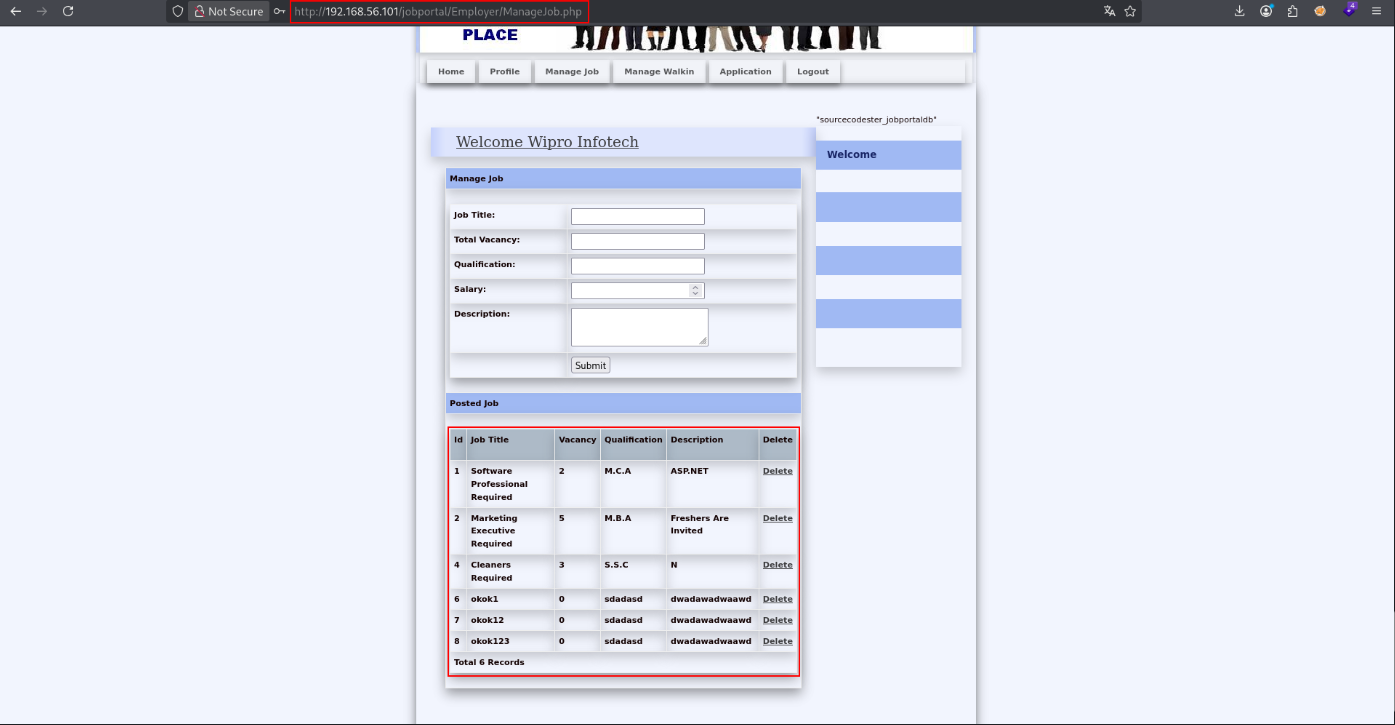 Not Secure
http://192.168.56.101/jobportal/Employer/ManageJob.php
4
PLACE
Home Profile Manage Job Manage Walkin Application Logout
"sourcecodester_jobportaldb"
Welcome Wipro Infotech
Welcome
Manage Job
Job Title:
Total Vacancy:
Qualification:
Salary:
Description:
Submit
Posted Job
Id Job Title Vacancy Qualification Description Delete
1 Software 2 M.C.A ASP.NET Delete
Professional
Required
2 Marketing 5 M.B.A Freshers Are Delete
Executive Invited
Required
4 Cleaners 3 S.S.C N Delete
Required
6 okok1 0 sdadasd dwadawadwaawd Delete
7 okok12 0 sdadasd dwadawadwaawd Delete
8 okok123 0 sdadasd dwadawadwaawd Delete
Total 6 Records